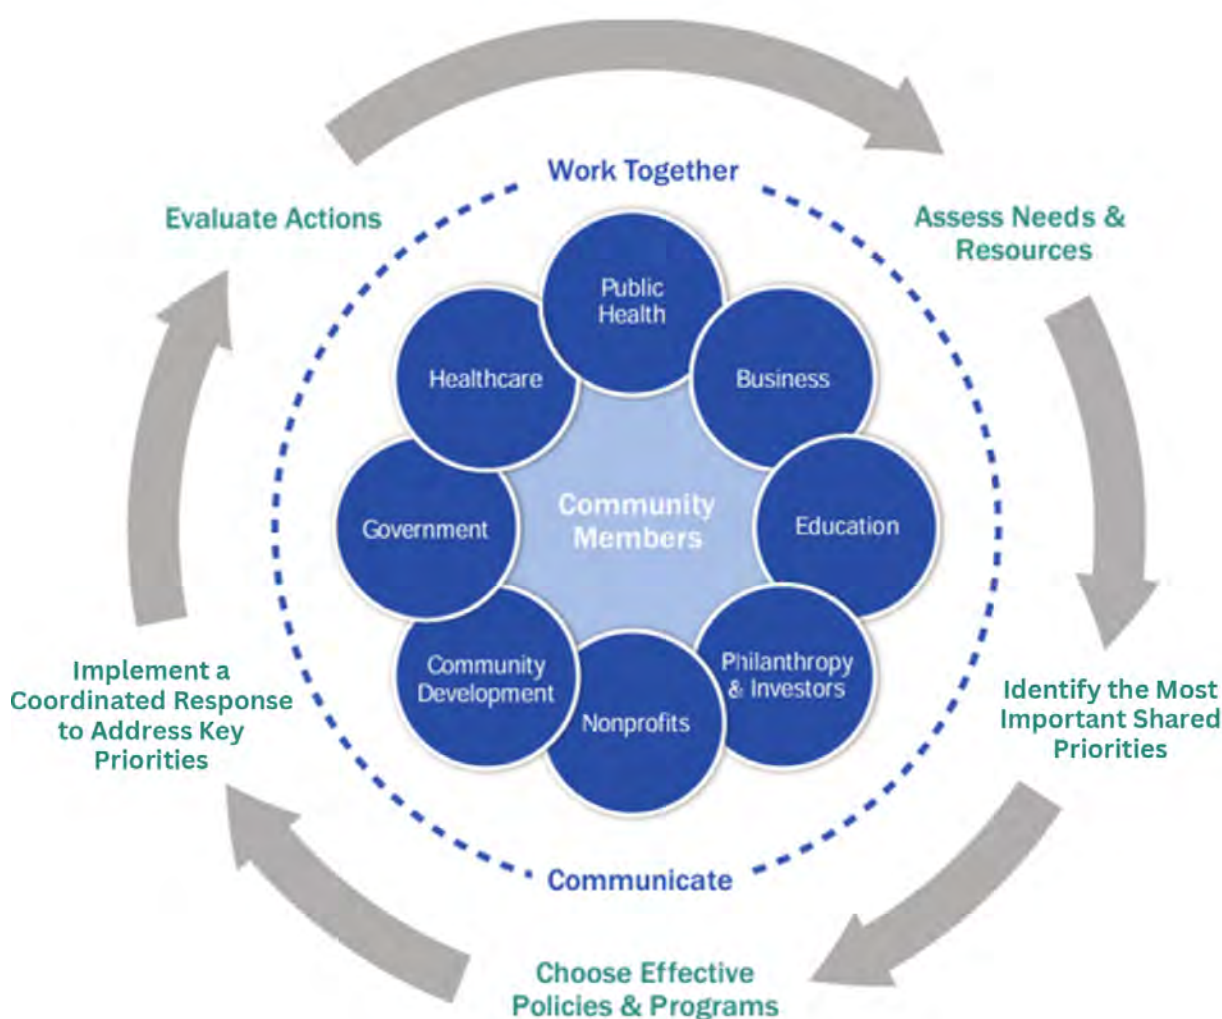 Work Together
Evaluate Actions
Assess Needs &
Resources
Public
Health
Healthcare
Business
Community
Members
Government
Education
Community
Development
Philanthropy
& Investors
Nonprofits
Implement a
Coordinated Response
to Address Key
Priorities
Identify the Most
Important Shared
Priorities
Communicate
Choose Effective
Policies & Programs